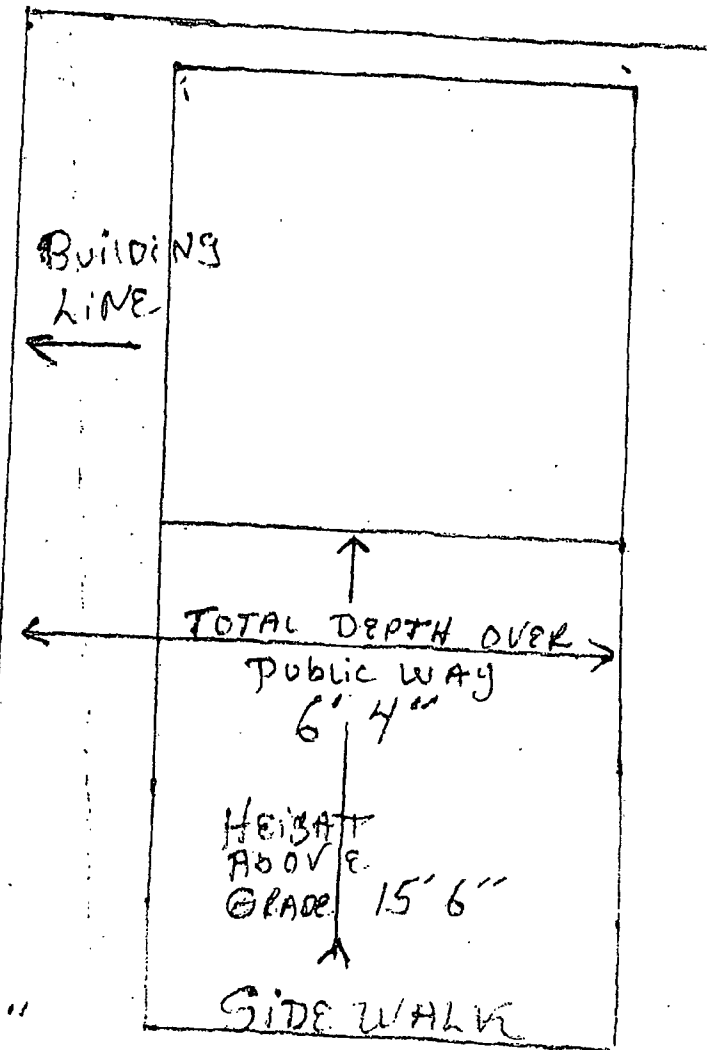 BUilDiNG
LiNE
TOTAL DEPTH OVER
Public WAy
6' 4"
HEiGHT
AbOVE
GRADE 15' 6"
SiDE WALK